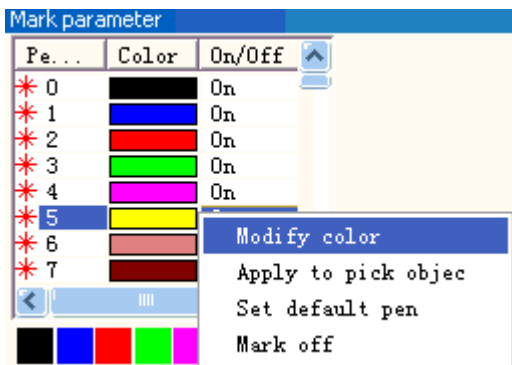 Mark parameter
Pe... Color On/Off
0 On
1 On
2 On
3 On
4 On
5
6
7
Modify color
Apply to pick objec
Set default pen
Mark off